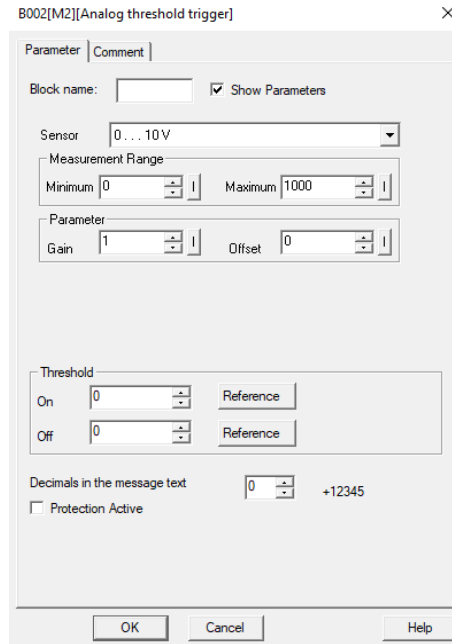 B002[M2][Analog threshold trigger]
Parameter Comment
Block name: Show Parameters
Sensor 0 . . . 10 V
Measurement Range
Minimum 0 Maximum 1000
Parameter
Gain 1 Offset 0
Threshold
On 0 Reference
Off 0 Reference
Decimals in the message text 0 +12345
Protection Active
OK Cancel Help